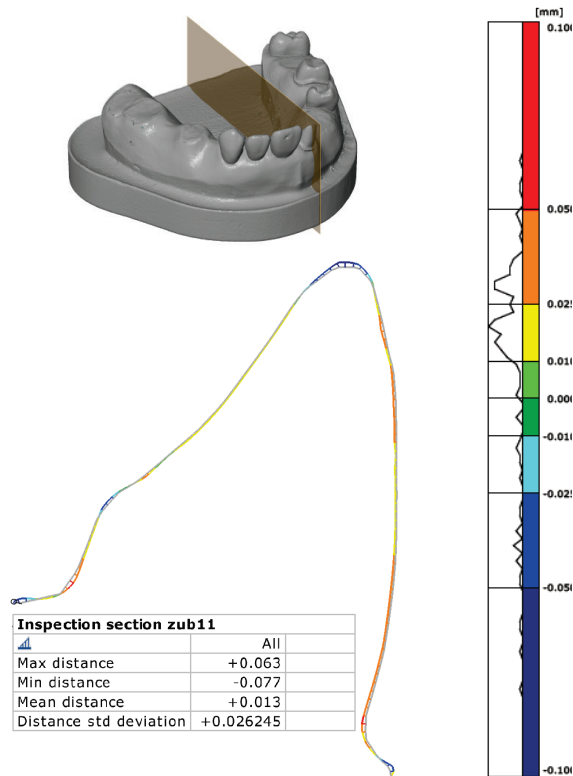 [mm]
0.100
0.050
0.025
0.010
0.000
-0.010
-0.025
-0.050
-0.100
Inspection section zub11
All
Max distance +0.063
Min distance -0.077
Mean distance +0.013
Distance std deviation +0.026245